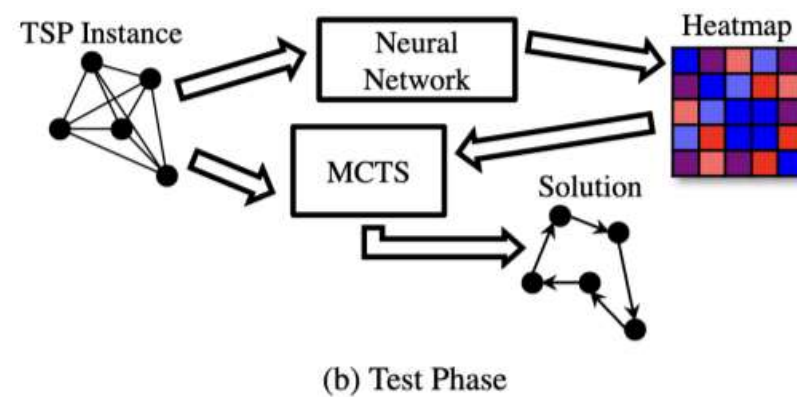 TSP Instance
Neural
Network
Heatmap
MCTS
Solution
(b) Test Phase